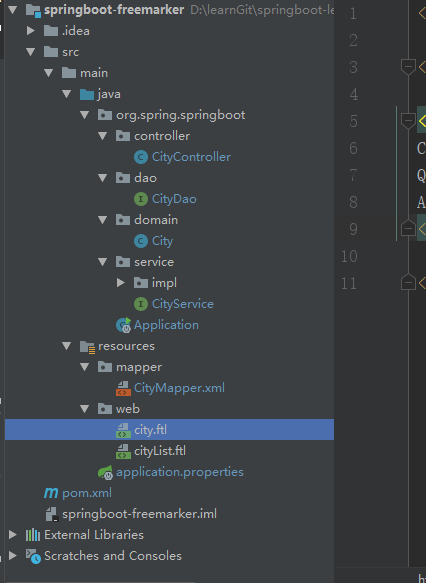 springboot-freemarker D:\learnGit\springboot-le
.idea
src
main
java
org.spring.springboot
controller
CityController
dao
CityDao
domain
City
service
impl
CityService
Application
resources
mapper
CityMapper.xml
web
city.ftl
cityList.ftl
application.properties
pom.xml
springboot-freemarker.iml
External Libraries
Scratches and Consoles
1 <
2
3 <
4
5 <
6 C
7 Q
8 A
9 <
10
11 <